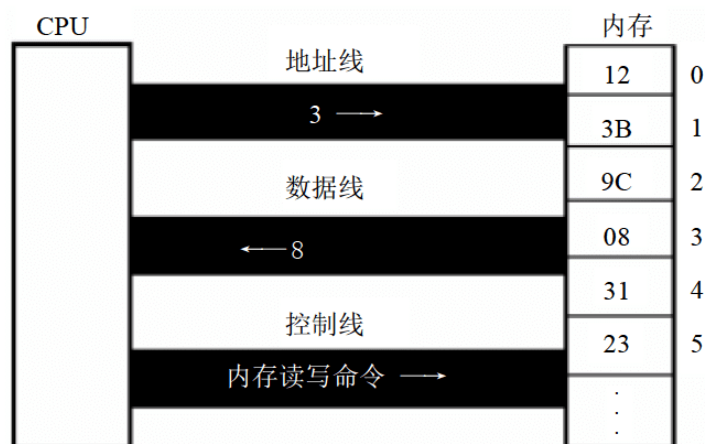 CPU
内存
地址线
12 0
3 →
3B 1
数据线
9C 2
08 3
←8
31 4
控制线
23 5
内存读写命令 →